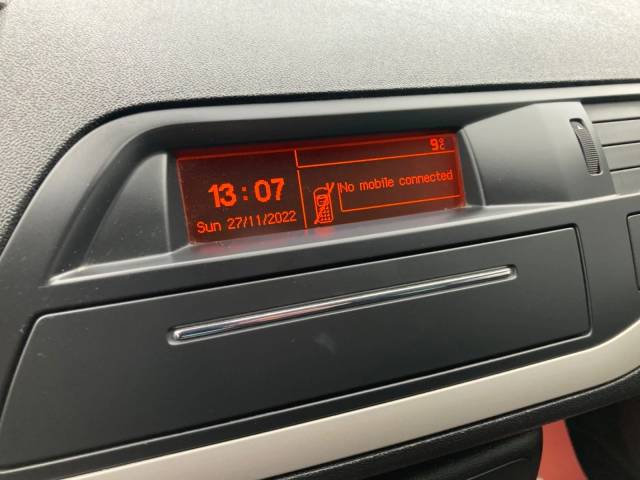 9°C
13:07
No mobile connected
Sun 27/11/2022